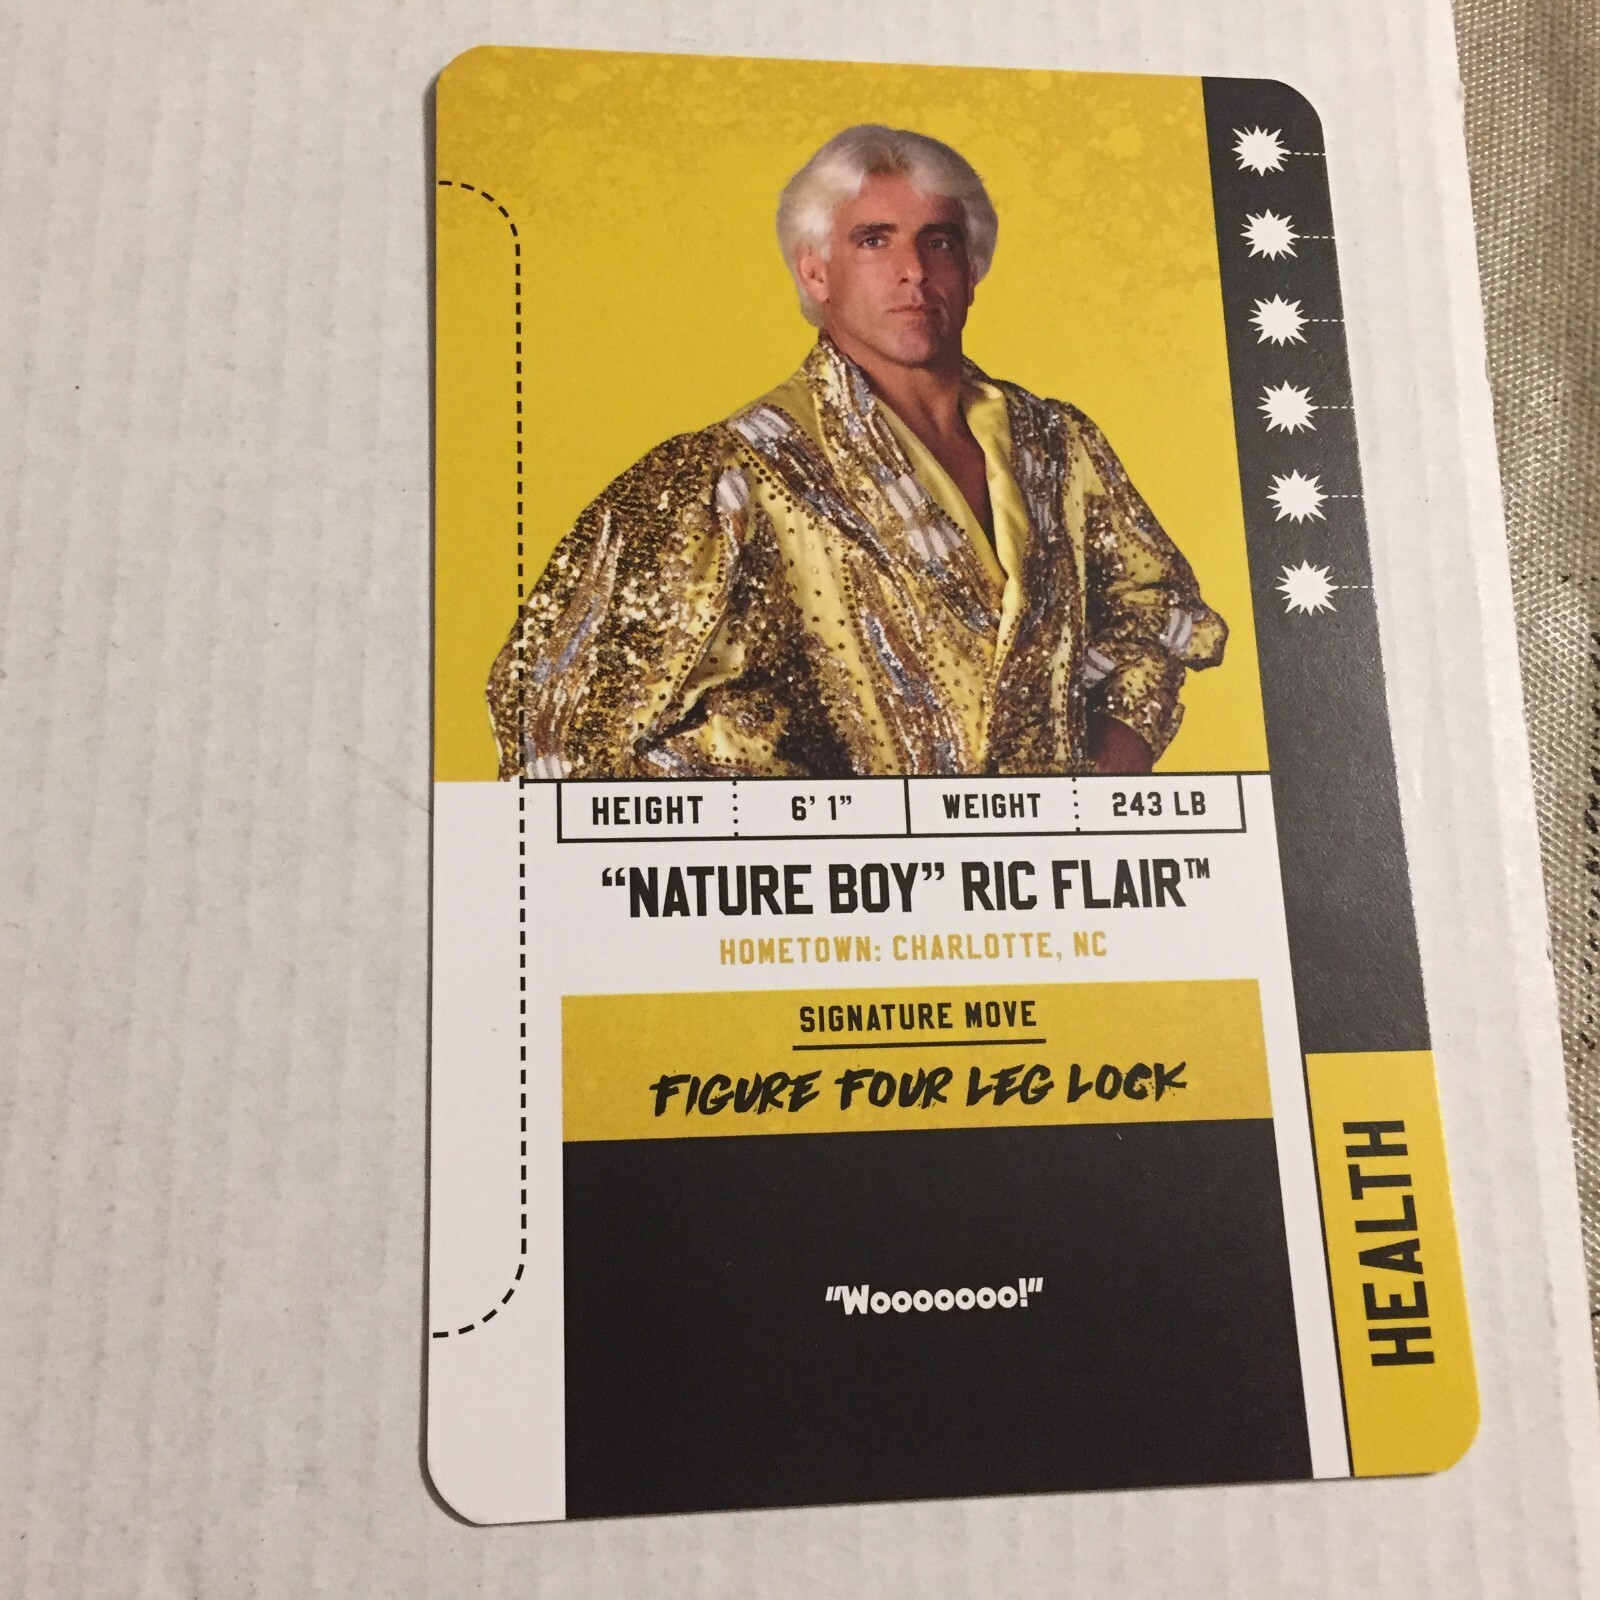 HEIGHT 6' 1" WEIGHT 243 LB
“NATURE BOY” RIC FLAIR™
HOMETOWN: CHARLOTTE, NC
SIGNATURE MOVE
FIGURE FOUR LEG LOCK
"Wooooooo!"
HEALTH